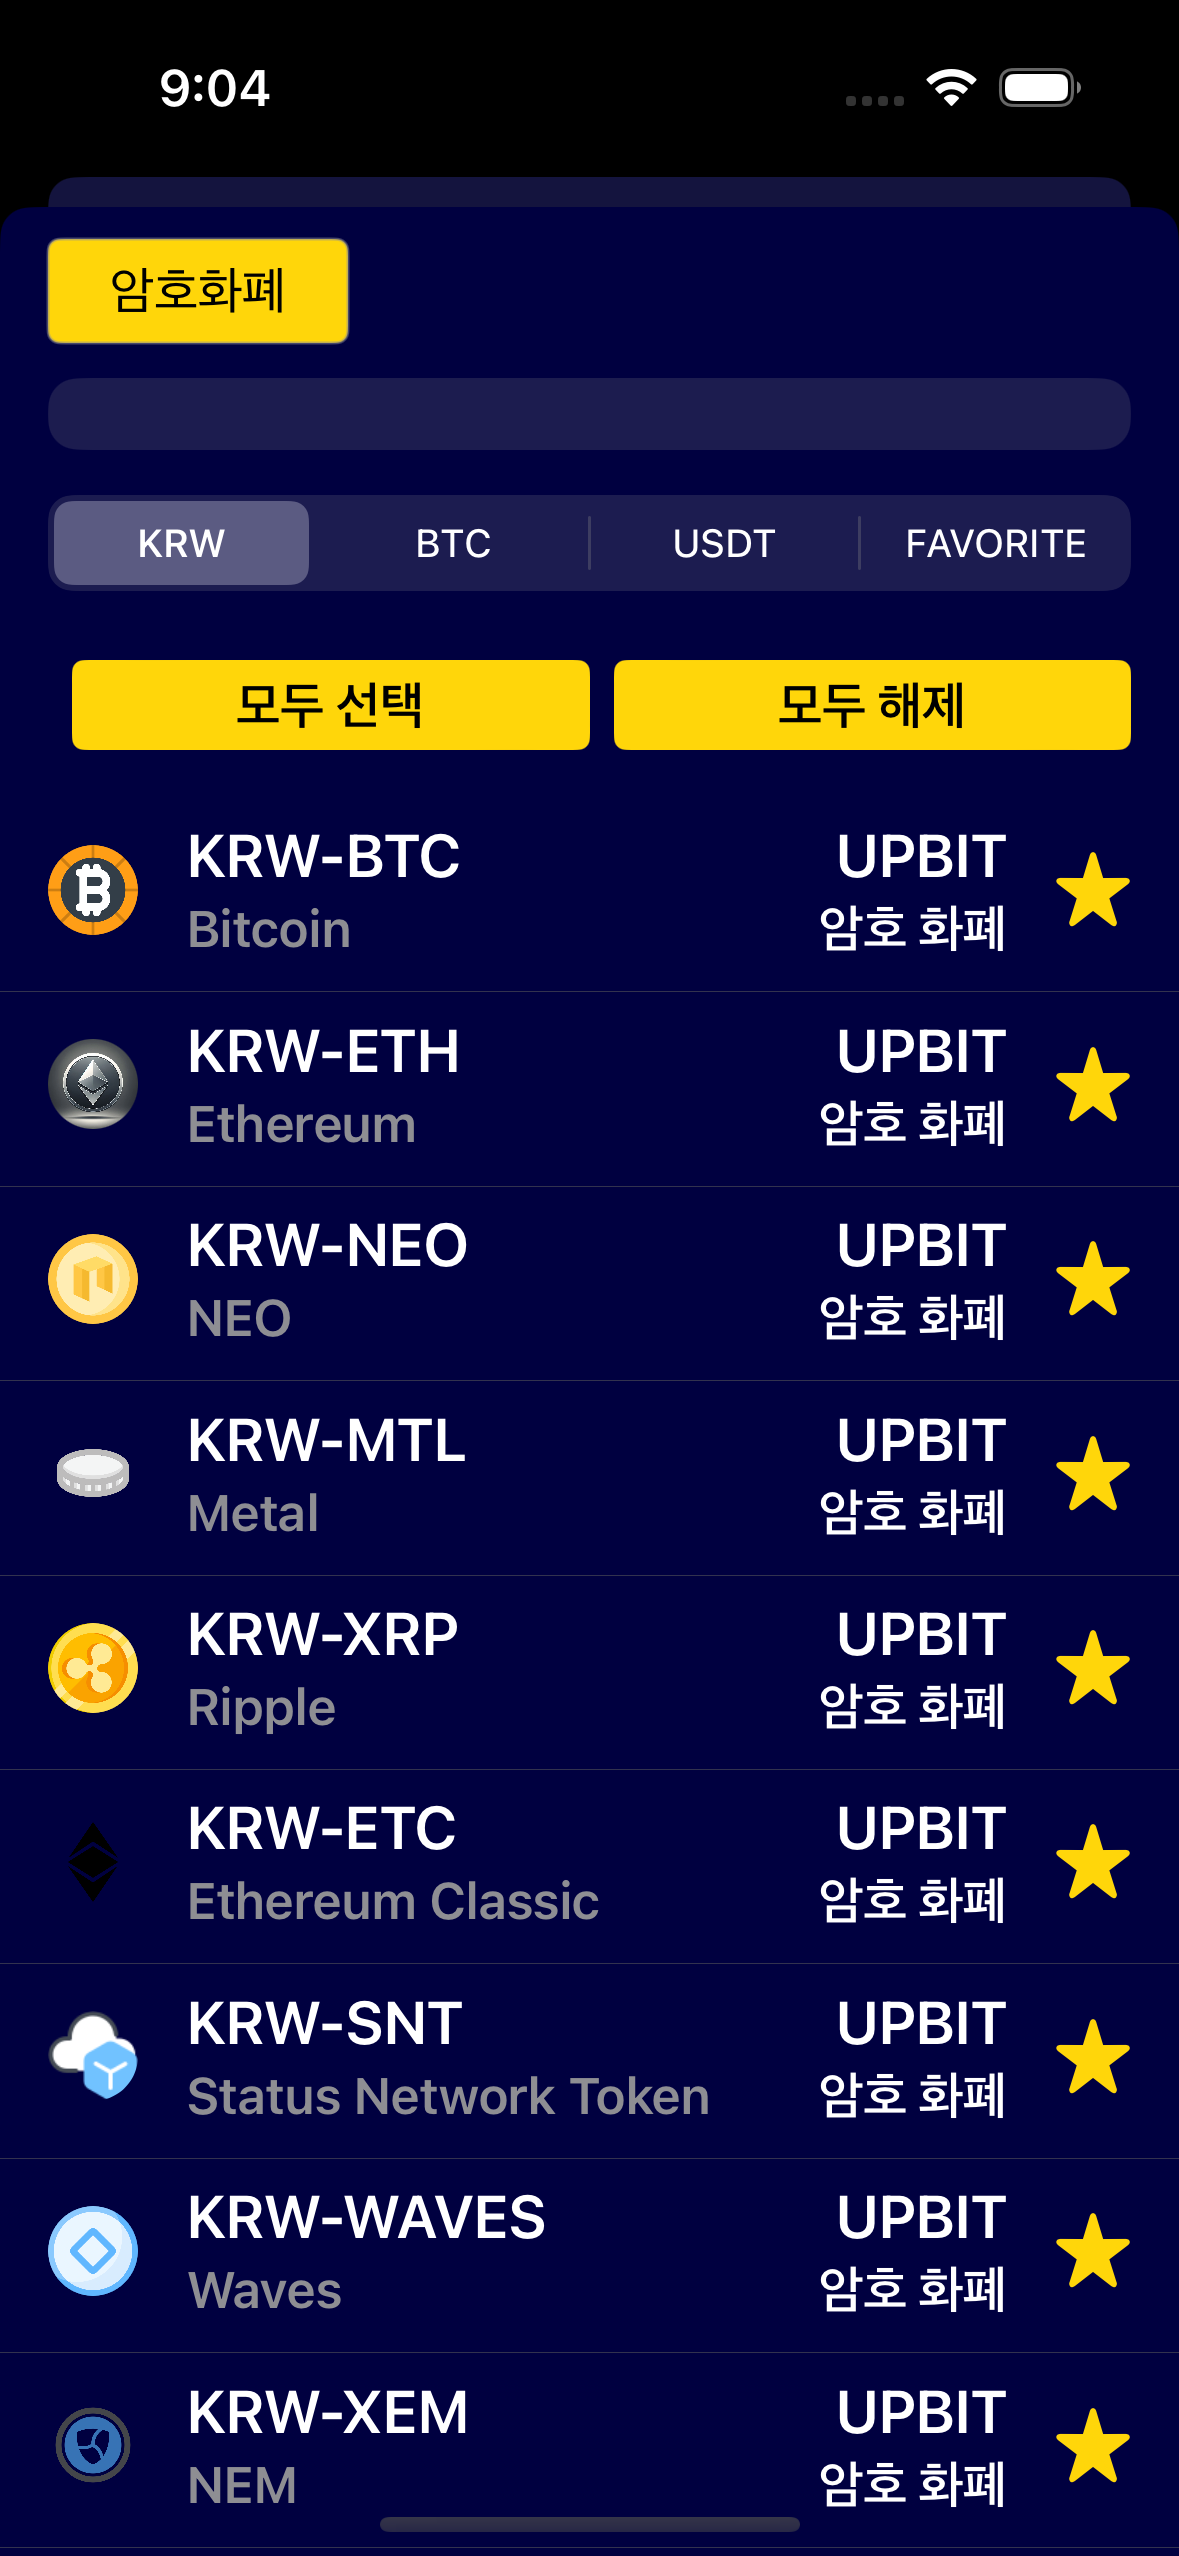 9:04
암호화폐
KRW
BTC
USDT
FAVORITE
모두 선택
모두 해제
KRW-BTC
UPBIT
Bitcoin
암호 화폐
KRW-ETH
UPBIT
Ethereum
암호 화폐
KRW-NEO
UPBIT
NEO
암호 화폐
KRW-MTL
UPBIT
Metal
암호 화폐
KRW-XRP
UPBIT
Ripple
암호 화폐
KRW-ETC
UPBIT
Ethereum Classic
암호 화폐
KRW-SNT
UPBIT
Status Network Token
암호 화폐
KRW-WAVES
UPBIT
Waves
암호 화폐
KRW-XEM
UPBIT
NEM
암호 화폐